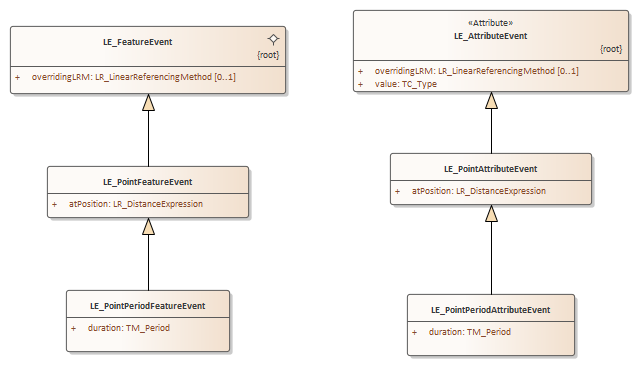 LE_FeatureEvent
{root}
+ overridingLRM: LR_LinearReferencingMethod [0..1]
«Attribute»
LE_AttributeEvent
{root}
+ overridingLRM: LR_LinearReferencingMethod [0..1]
+ value: TC_Type
LE_PointFeatureEvent
+ atPosition: LR_DistanceExpression
LE_PointAttributeEvent
+ atPosition: LR_DistanceExpression
LE_PointPeriodFeatureEvent
+ duration: TM_Period
LE_PointPeriodAttributeEvent
+ duration: TM_Period